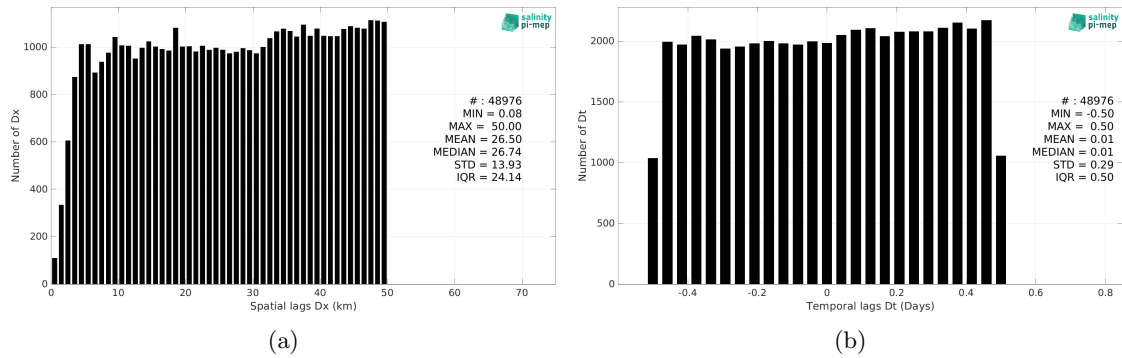 salinity
pi-mep
1000
800
600
400
200
0
Number of Dx
# : 48976
MIN = 0.08
MAX = 50.00
MEAN = 26.50
MEDIAN = 26.74
STD = 13.93
IQR = 24.14
0 10 20 30 40 50 60 70
Spatial lags Dx (km)
(a)
salinity
pi-mep
2000
1500
1000
500
0
Number of Dt
# : 48976
MIN = -0.50
MAX = 0.50
MEAN = 0.01
MEDIAN = 0.01
STD = 0.29
IQR = 0.50
-0.4 -0.2 0 0.2 0.4 0.6 0.8
Temporal lags Dt (Days)
(b)